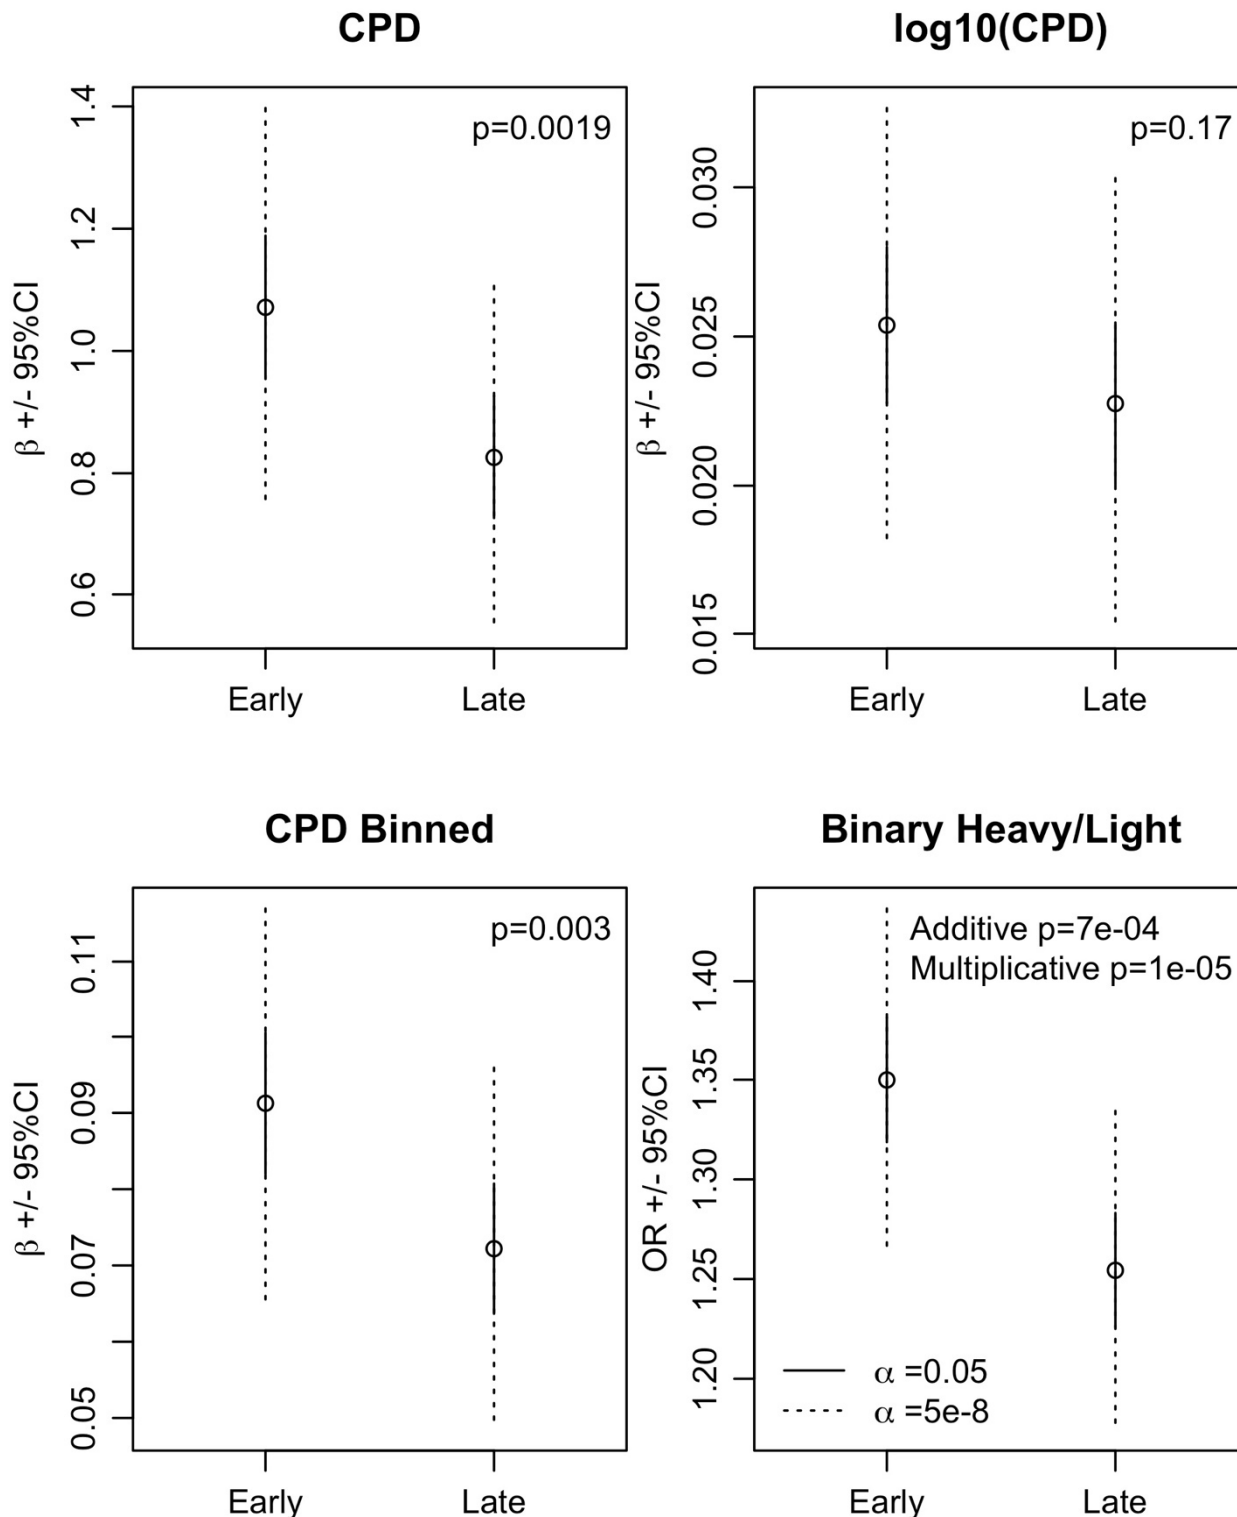 CPD
p=0.0019
β +/- 95%CI
1.4
1.2
1.0
0.8
0.6
Early Late
log10(CPD)
p=0.17
β +/- 95%CI
0.030
0.025
0.020
0.015
Early Late
CPD Binned
p=0.003
β +/- 95%CI
0.11
0.09
0.07
0.05
Early Late
Binary Heavy/Light
Additive p=7e-04
Multiplicative p=1e-05
OR +/- 95%CI
1.40
1.35
1.30
1.25
1.20
α =0.05
α =5e-8
Early Late